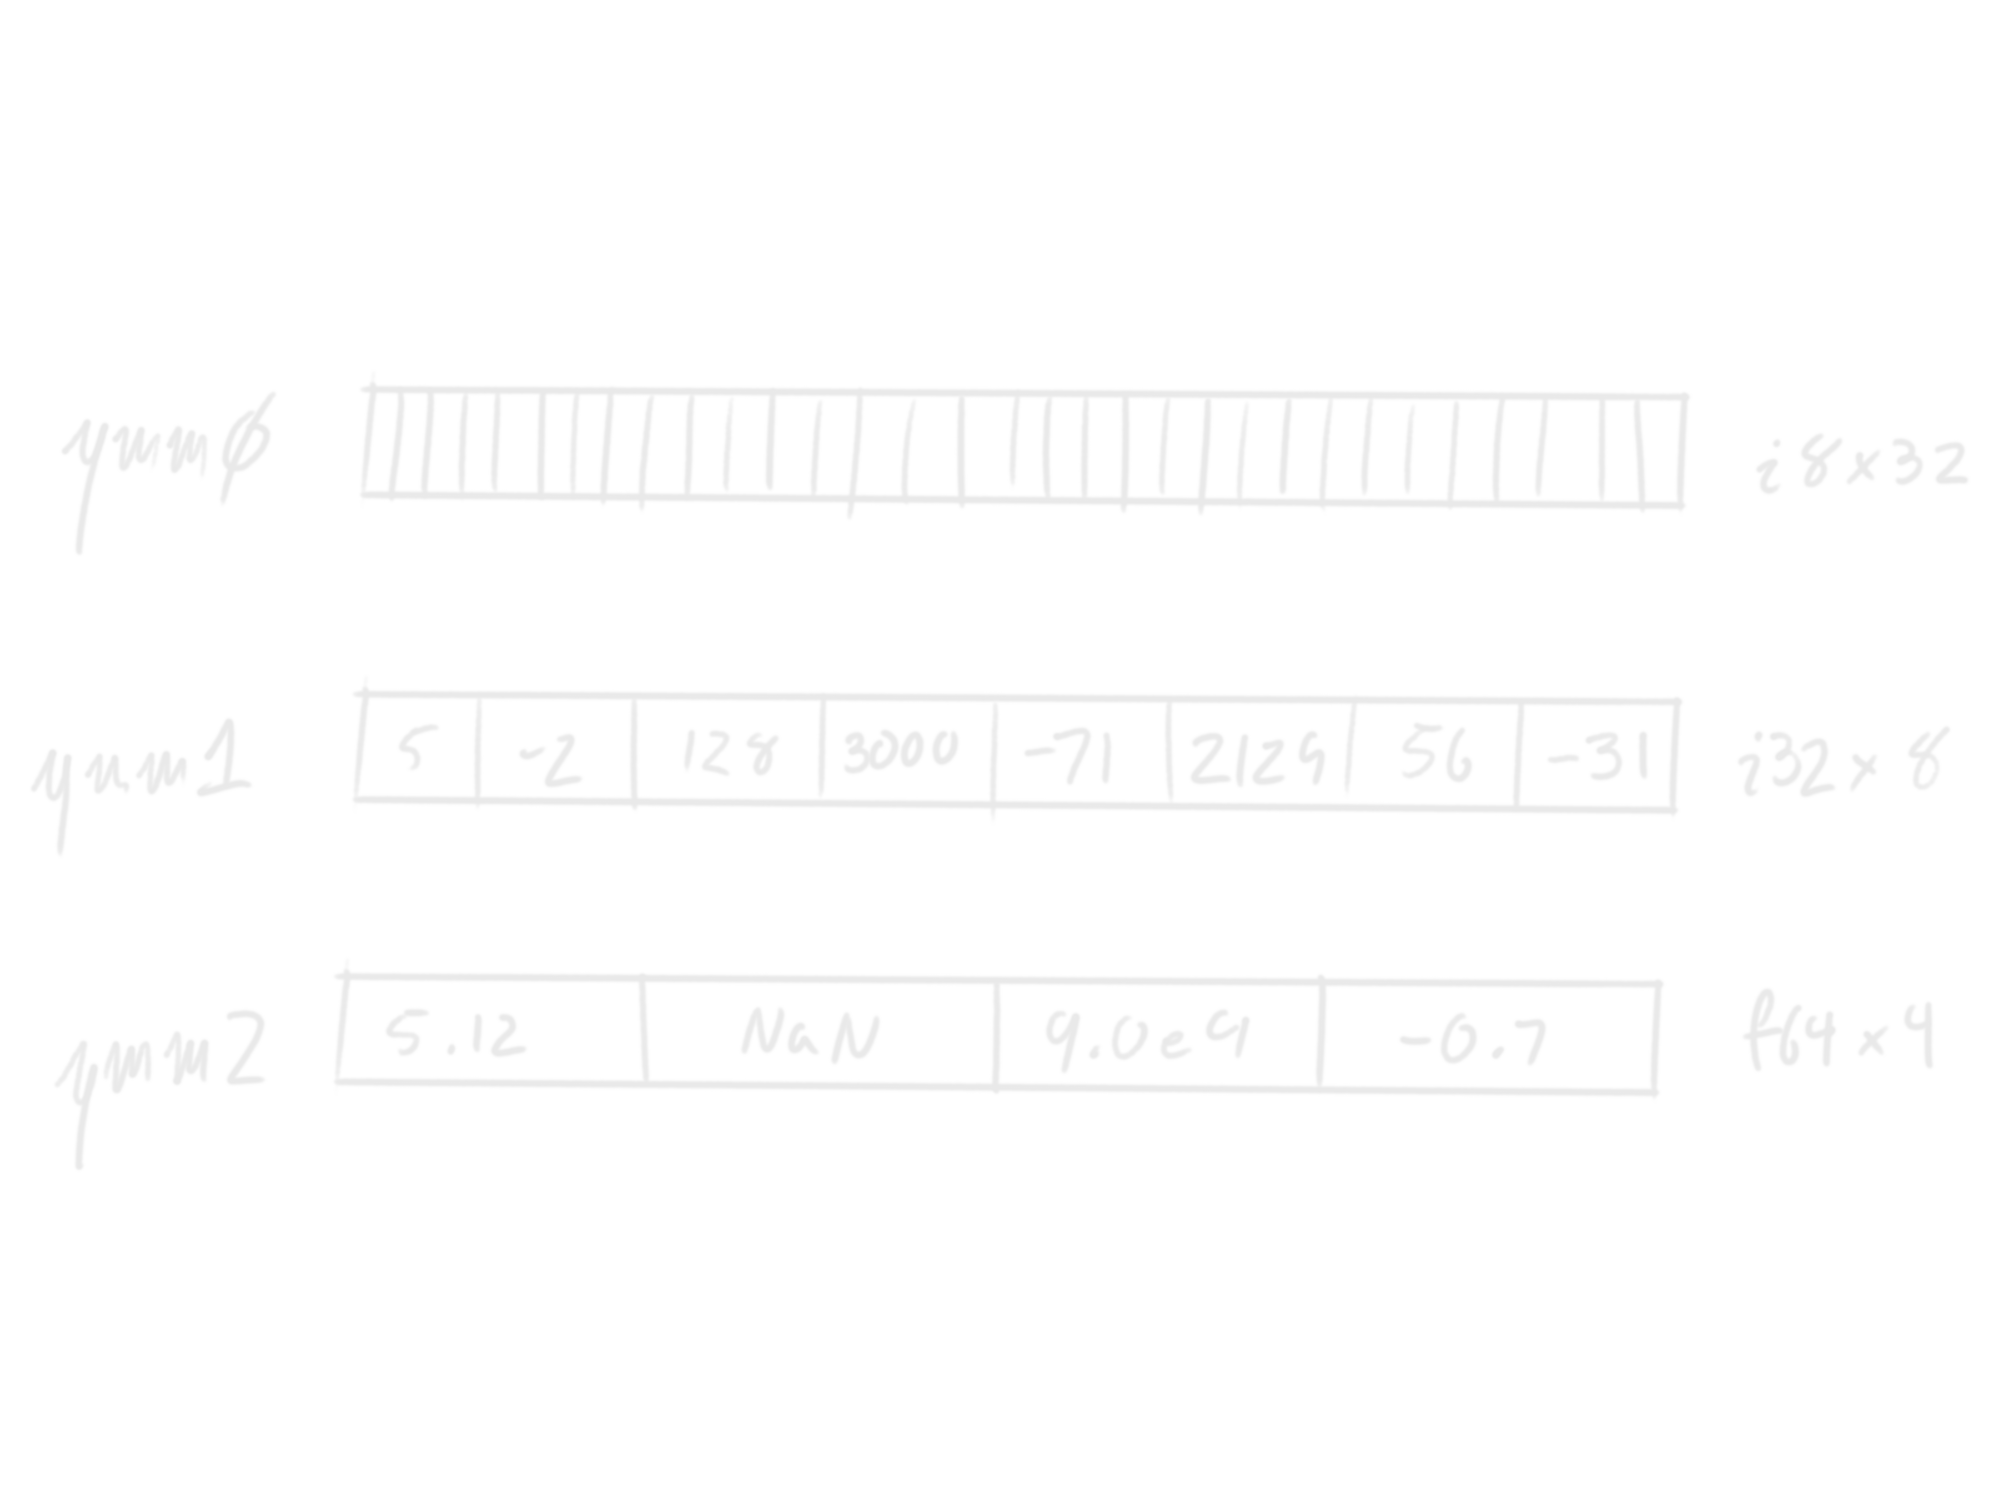 ymm0 i8x32
ymm1 5 -2 128 3000 -71 2129 56 -31 i32x8
ymm2 5.12 NaN 9.0e9 -0.7 f64x4